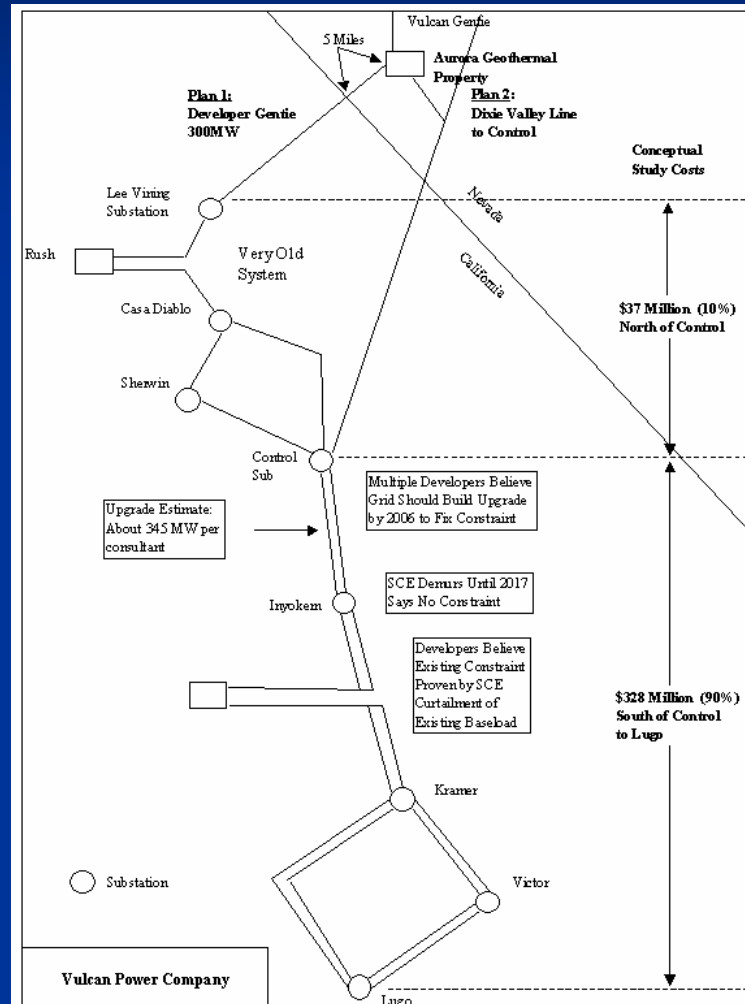 Vulcan Gentie
5 Miles
Aurora Geothermal
Property
Plan 1:
Developer Gentie
300MW
Plan 2:
Dixie Valley Line
to Control
Conceptual
Study Costs
Lee Vining
Substation
Nevada
California
Rush
Very Old
System
$37 Million (10%)
North of Control
Casa Diablo
Sherwin
Control
Sub
Multiple Developers Believe
Grid Should Build Upgrade
by 2006 to Fix Constraint
Upgrade Estimate:
About 345 MW per
consultant
SCE Demurs Until 2017
Says No Constraint
Inyokern
Developers Believe
Existing Constraint
Proven by SCE
Curtailment of
Existing Baseload
$328 Million (90%)
South of Control
to Lugo
Kramer
Substation
Victor
Vulcan Power Company
Lugo